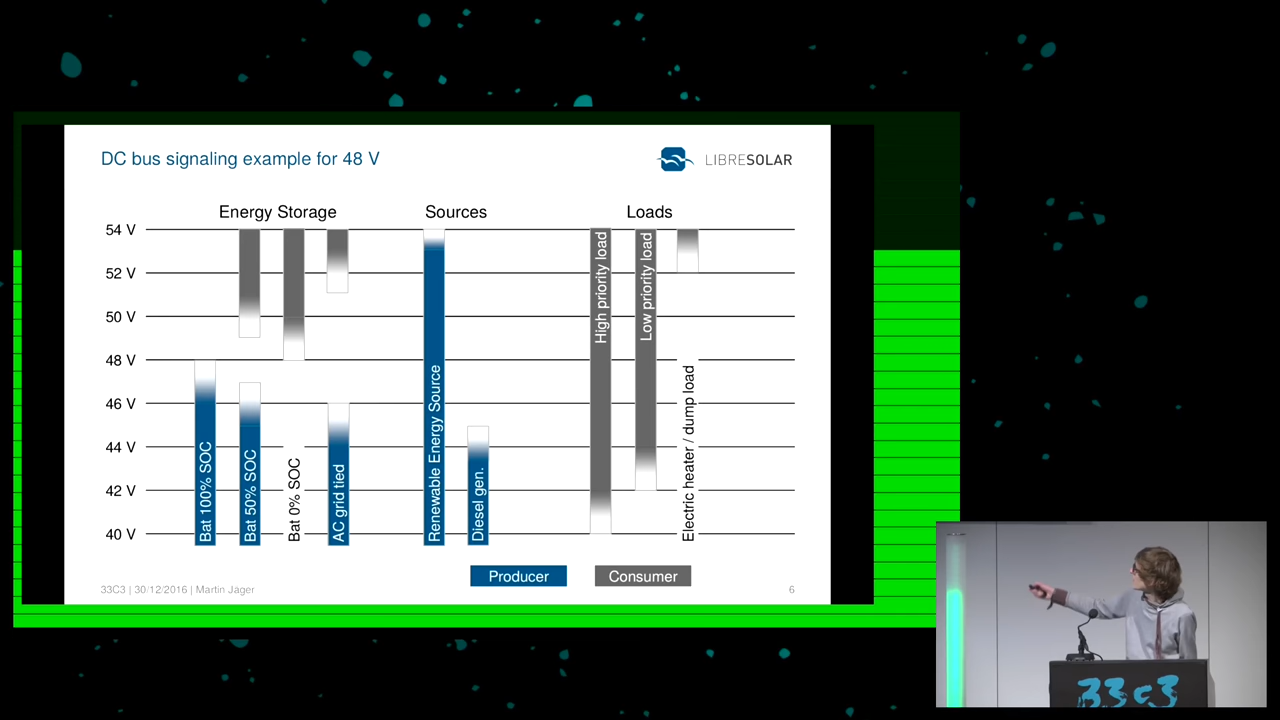 DC bus signaling example for 48 V
LIBRESOLAR
Energy Storage
Sources
Loads
54 V
52 V
50 V
48 V
46 V
44 V
42 V
40 V
Bat 100% SOC
Bat 50% SOC
Bat 0% SOC
AC grid tied
Renewable Energy Source
Diesel gen.
High priority load
Low priority load
Electric heater / dump load
Producer
Consumer
33C3 | 30/12/2016 | Martin Jäger
6
33c3